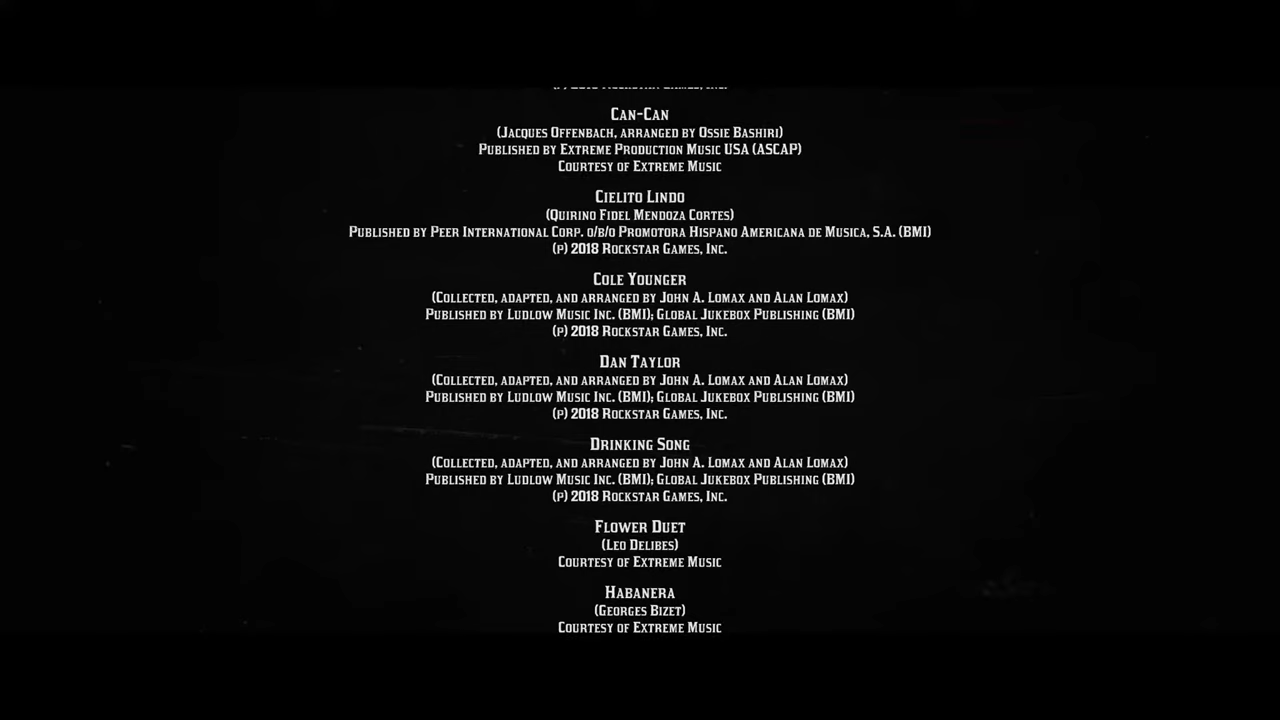 Can-Can
(Jacques Offenbach, arranged by Ossie Bashiri)
Published by Extreme Production Music USA (ASCAP)
Courtesy of Extreme Music
Cielito Lindo
(Quirino Fidel Mendoza Cortes)
Published by Peer International Corp. o/b/o Promotora Hispano Americana de Musica, S.A. (BMI)
(p) 2018 Rockstar Games, Inc.
Cole Younger
(Collected, adapted, and arranged by John A. Lomax and Alan Lomax)
Published by Ludlow Music Inc. (BMI); Global Jukebox Publishing (BMI)
(p) 2018 Rockstar Games, Inc.
Dan Taylor
(Collected, adapted, and arranged by John A. Lomax and Alan Lomax)
Published by Ludlow Music Inc. (BMI); Global Jukebox Publishing (BMI)
(p) 2018 Rockstar Games, Inc.
Drinking Song
(Collected, adapted, and arranged by John A. Lomax and Alan Lomax)
Published by Ludlow Music Inc. (BMI); Global Jukebox Publishing (BMI)
(p) 2018 Rockstar Games, Inc.
Flower Duet
(Leo Delibes)
Courtesy of Extreme Music
Habanera
(Georges Bizet)
Courtesy of Extreme Music